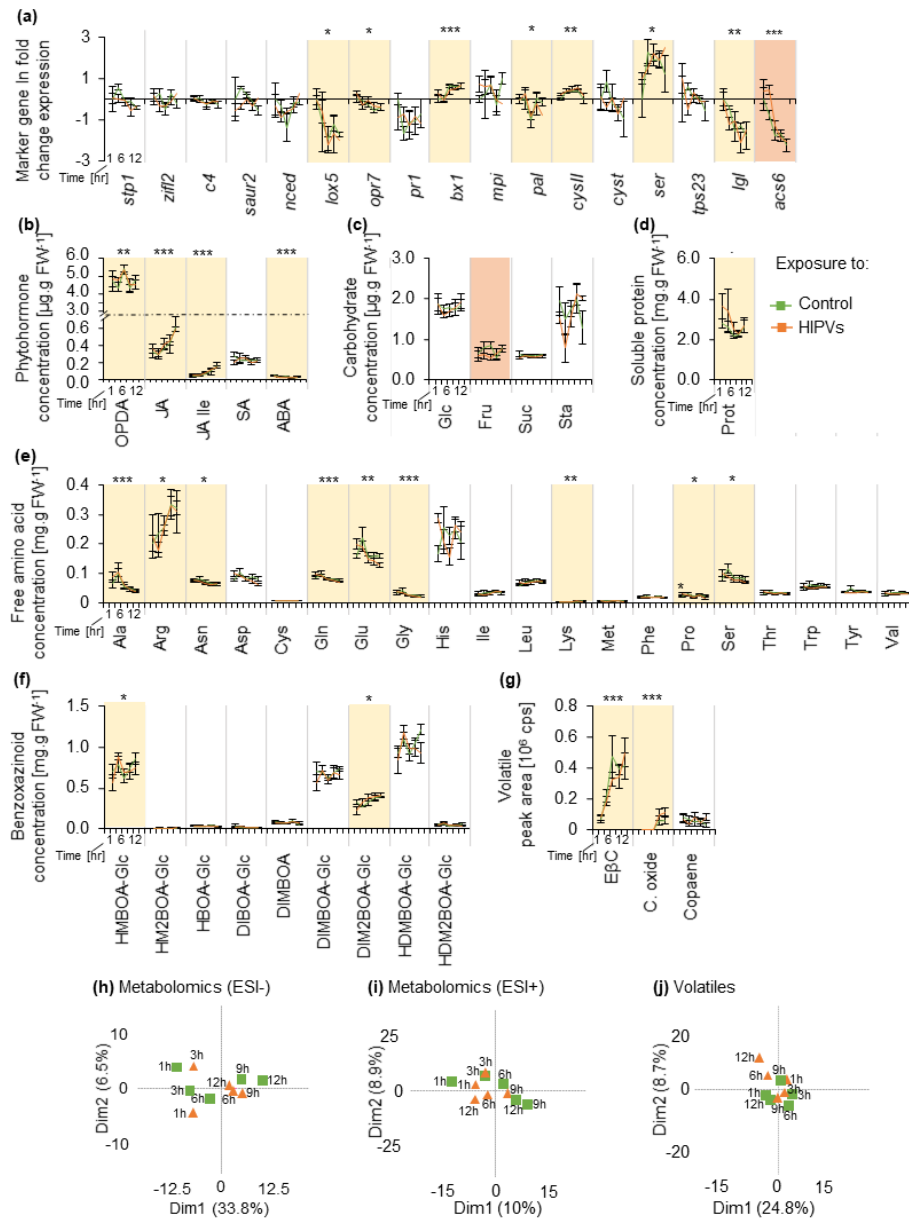 (a)
* * *** * ** * ** ***
Marker gene ln fold
change expression
3
1
-1
-3
Time [hr]
1 6 12
stp1
zifl2
c4
saur2
nced
lox5
opr7
pr1
bx1
mpi
pal
cysII
cyst
ser
tps23
lgl
acs6
(b)
** *** *** ***
Phytohormone
concentration [µg.g FW-1]
6.0
5.0
4.0
3.0
0.6
0.4
0.2
0.0
Time [hr]
1 6 12
OPDA
JA
JA Ile
SA
ABA
(c)
Carbohydrate
concentration [µg.g FW-1]
3.0
2.0
1.0
0.0
1 6 12
Glc
Fru
Suc
Sta
(d)
Soluble protein
concentration [mg.g FW-1]
6.0
4.0
2.0
0.0
Time [hr]
1 6 12
Prot
Exposure to:
Control
HIPVs
(e)
*** * * *** ** *** ** * *
Free amino acid
concentration [mg.g FW-1]
0.4
0.3
0.2
0.1
0
*
Time [hr]
1 6 12
Ala
Arg
Asn
Asp
Cys
Gln
Glu
Gly
His
Ile
Leu
Lys
Met
Phe
Pro
Ser
Thr
Trp
Tyr
Val
(f)
* *
Benzoxazinoid
concentration [mg.g FW-1]
1.5
1.0
0.5
0.0
Time [hr]
1 6 12
HMBOA-Glc
HM2BOA-Glc
HBOA-Glc
DIBOA-Glc
DIMBOA
DIMBOA-Glc
DIM2BOA-Glc
HDMBOA-Glc
HDM2BOA-Glc
(g)
*** ***
Volatile
peak area [10⁶ cps]
0.8
0.6
0.4
0.2
0
Time [hr]
1 6 12
EβC
C. oxide
Copaene
(h) Metabolomics (ESI-)
Dim2 (6.5%)
10
0
-10
1h
3h
3h
6h
1h
12h
6h
9h
9h
12h
-12.5 0 12.5
Dim1 (33.8%)
(i) Metabolomics (ESI+)
Dim2 (8.9%)
25
0
-25
1h
1h
3h
3h
6h
9h
12h
6h
12h
9h
-15 0 15
Dim1 (10%)
(j) Volatiles
Dim2 (8.7%)
20
0
-20
12h
6h
9h
1h
1h
3h
3h
12h
9h
6h
-15 0 15
Dim1 (24.8%)